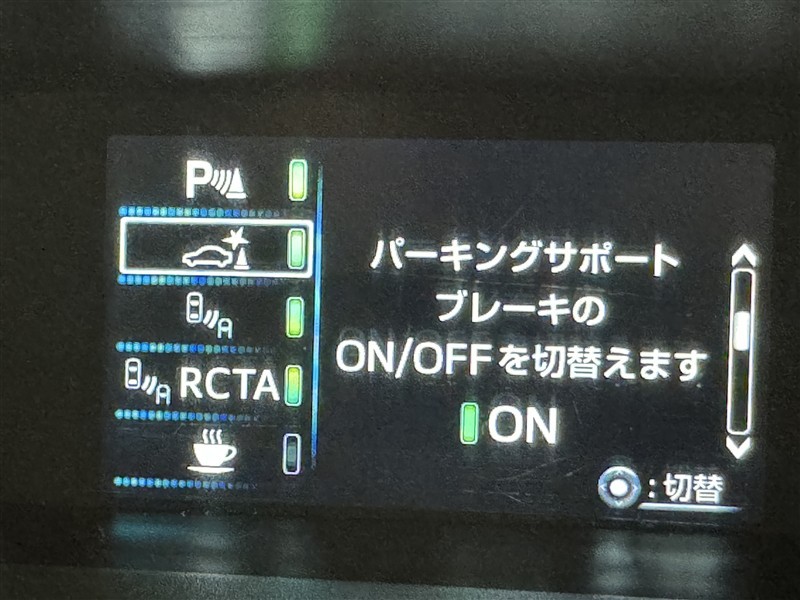 P
RCTA
パーキングサポート
ブレーキの
ON/OFFを切替えます
ON
:切替